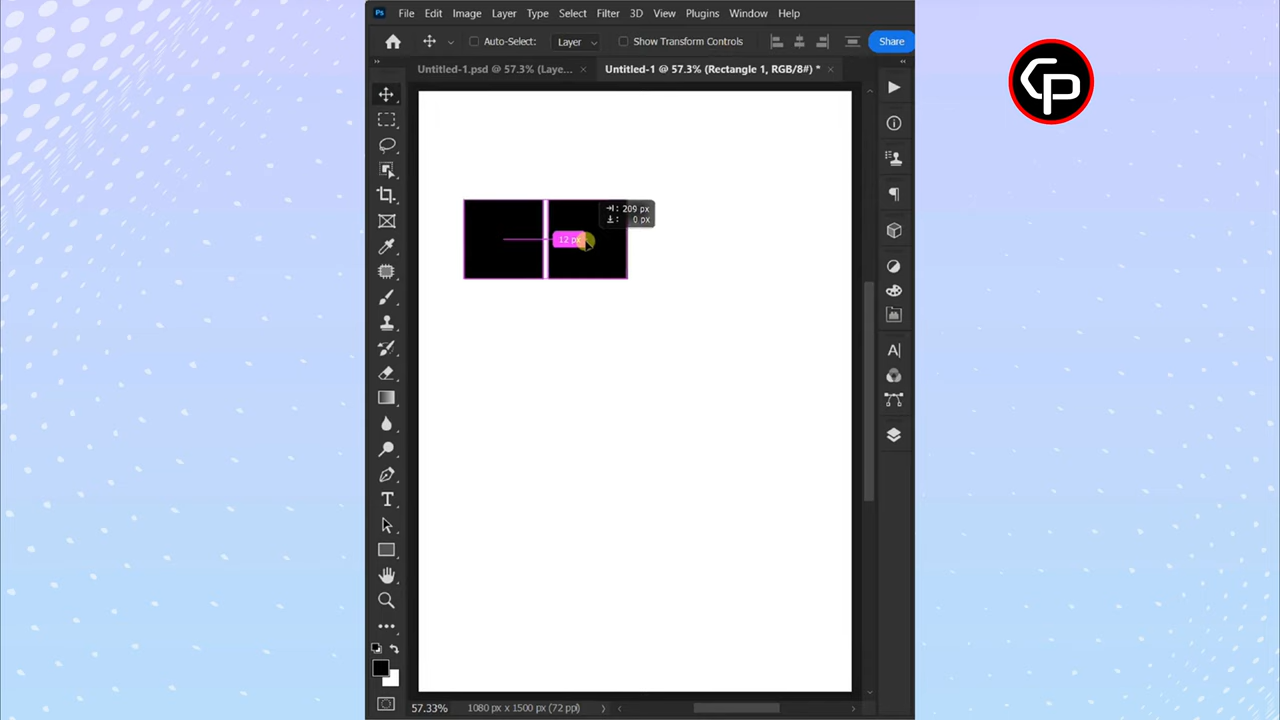 Ps File Edit Image Layer Type Select Filter 3D View Plugins Window Help
Auto-Select: Layer Show Transform Controls Share
Untitled-1.psd @ 57.3% (Laye... × Untitled-1 @ 57.3% (Rectangle 1, RGB/8#) * ×
CP
: 209 px
: 0 px
12 px
57.33% 1080 px x 1500 px (72 ppi)